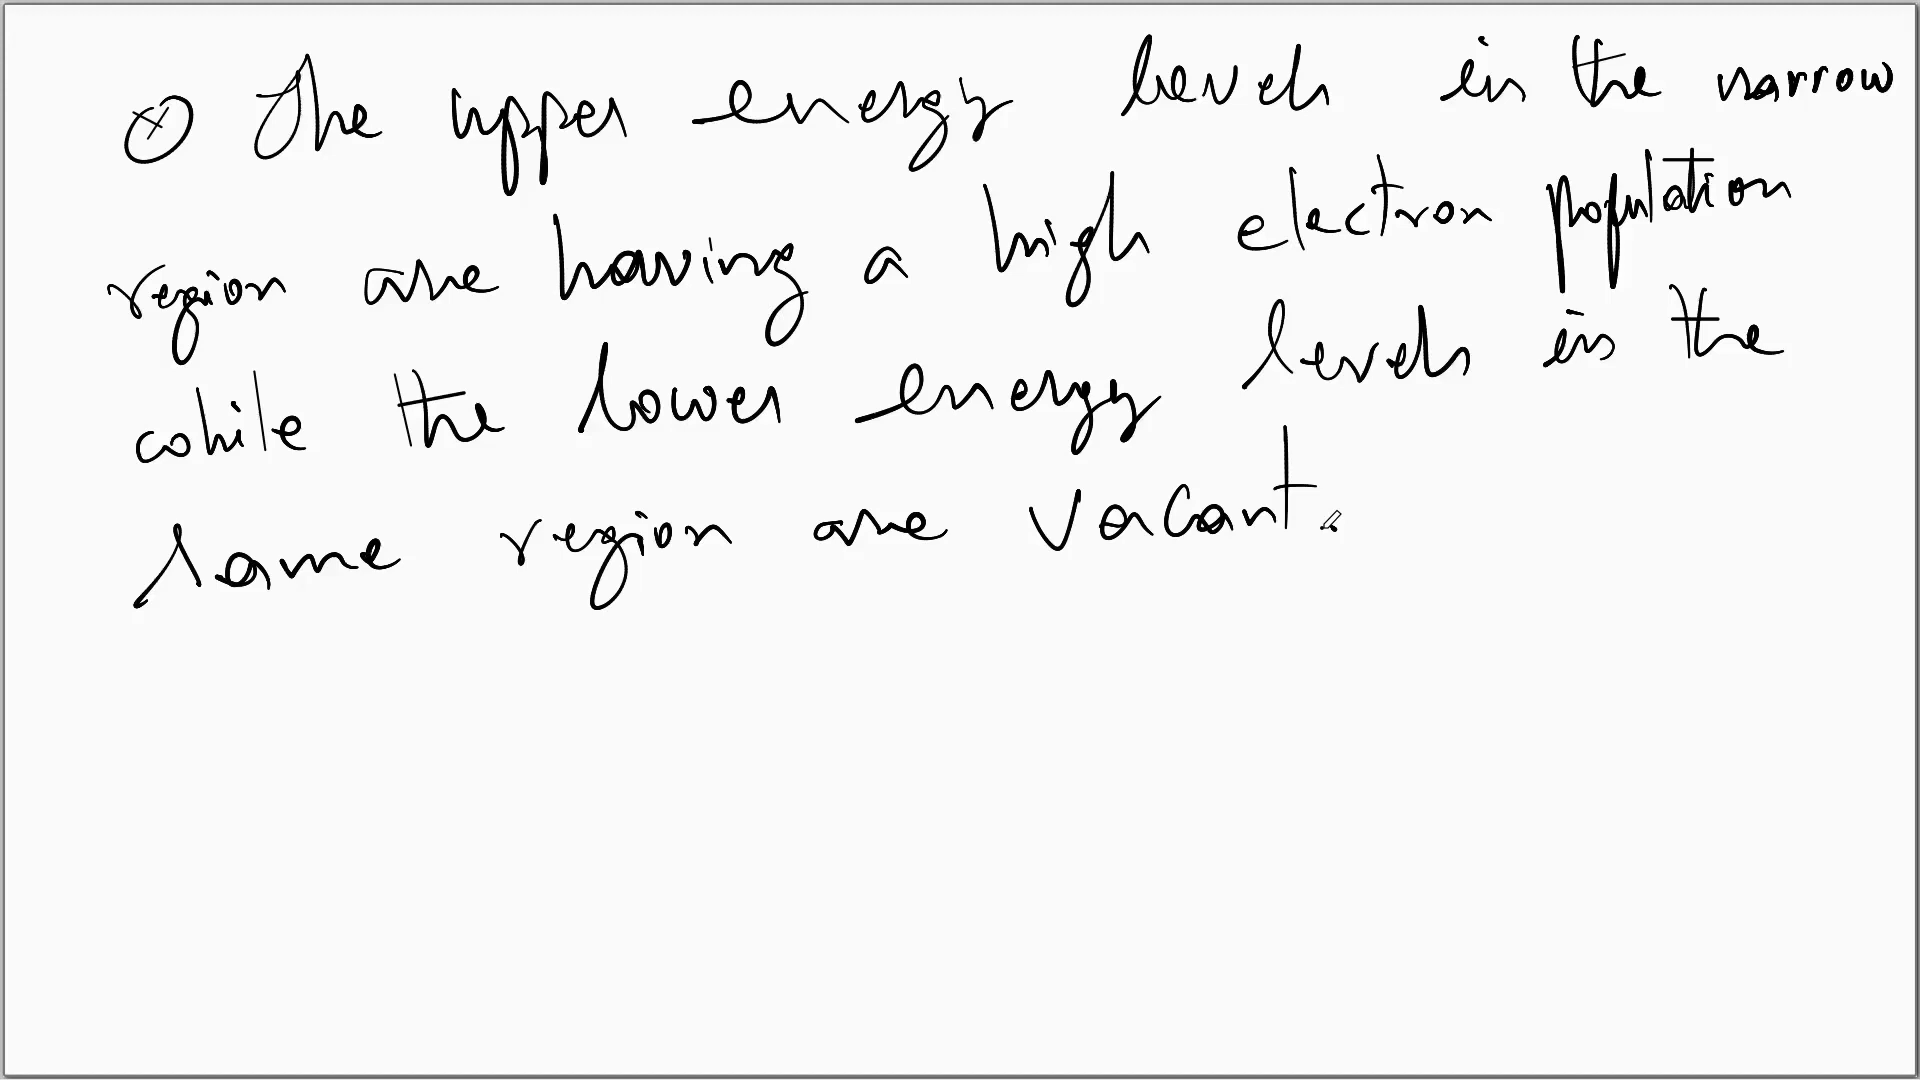 ⊗ The upper energy levels in the narrow
region are having a high electron population
while the lower energy levels in the
same region are vacant.